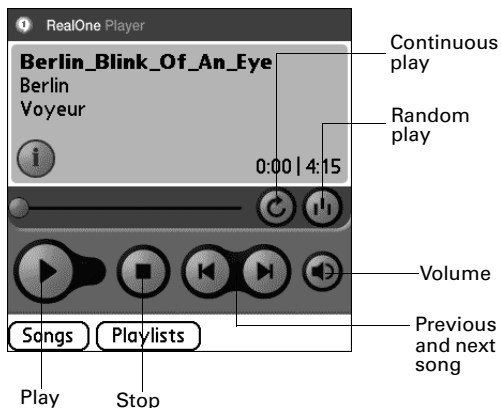 RealOne Player
Berlin_Blink_Of_An_Eye
Berlin
Voyeur
i
0:00 | 4:15
Songs
Playlists
Continuous
play
Random
play
Volume
Previous
and next
song
Play
Stop